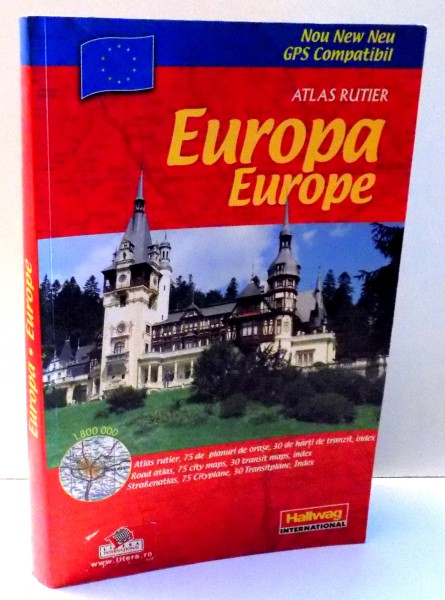 Nou New Neu
GPS Compatibil
ATLAS RUTIER
Europa
Europe
Europa • Europe
1:800 000
Atlas rutier, 75 de planuri de orașe, 30 de hărți de tranzit, index
Road atlas, 75 city maps, 30 transit maps, index
Straßenatlas, 75 Citypläne, 30 Transitpläne, Index
www.litera.ro
Hallwag
INTERNATIONAL